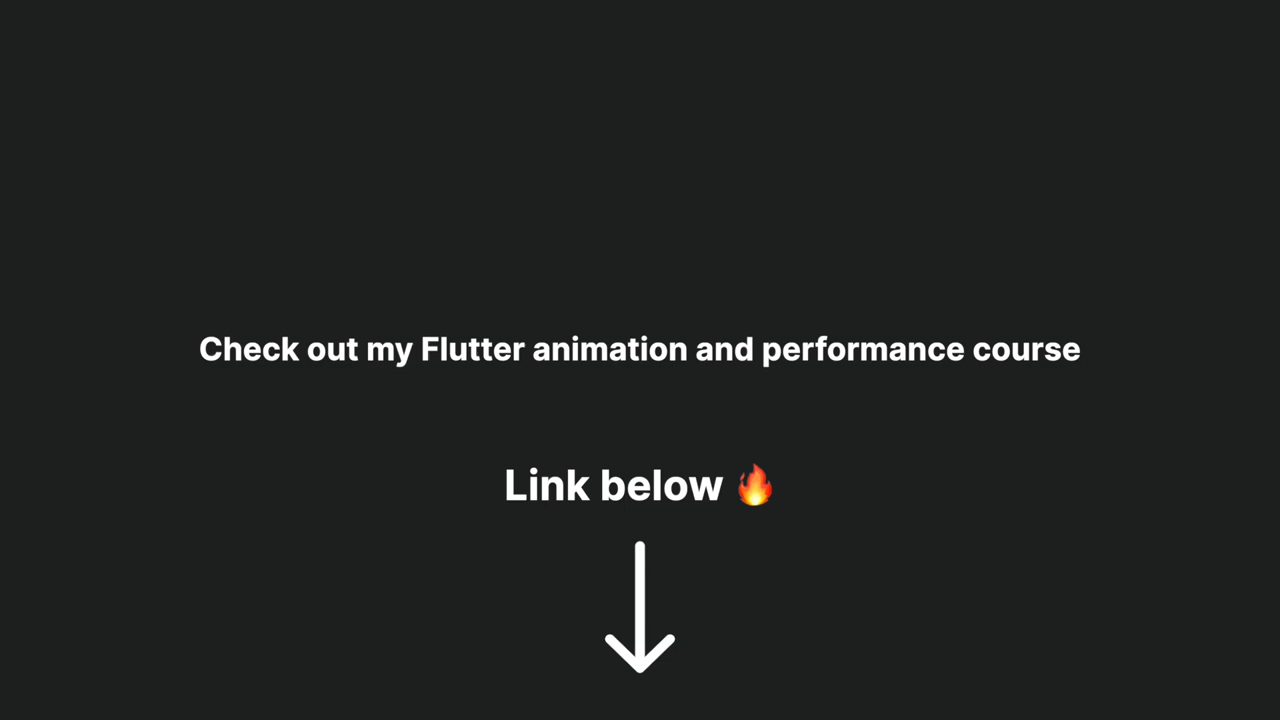 Check out my Flutter animation and performance course
Link below 🔥